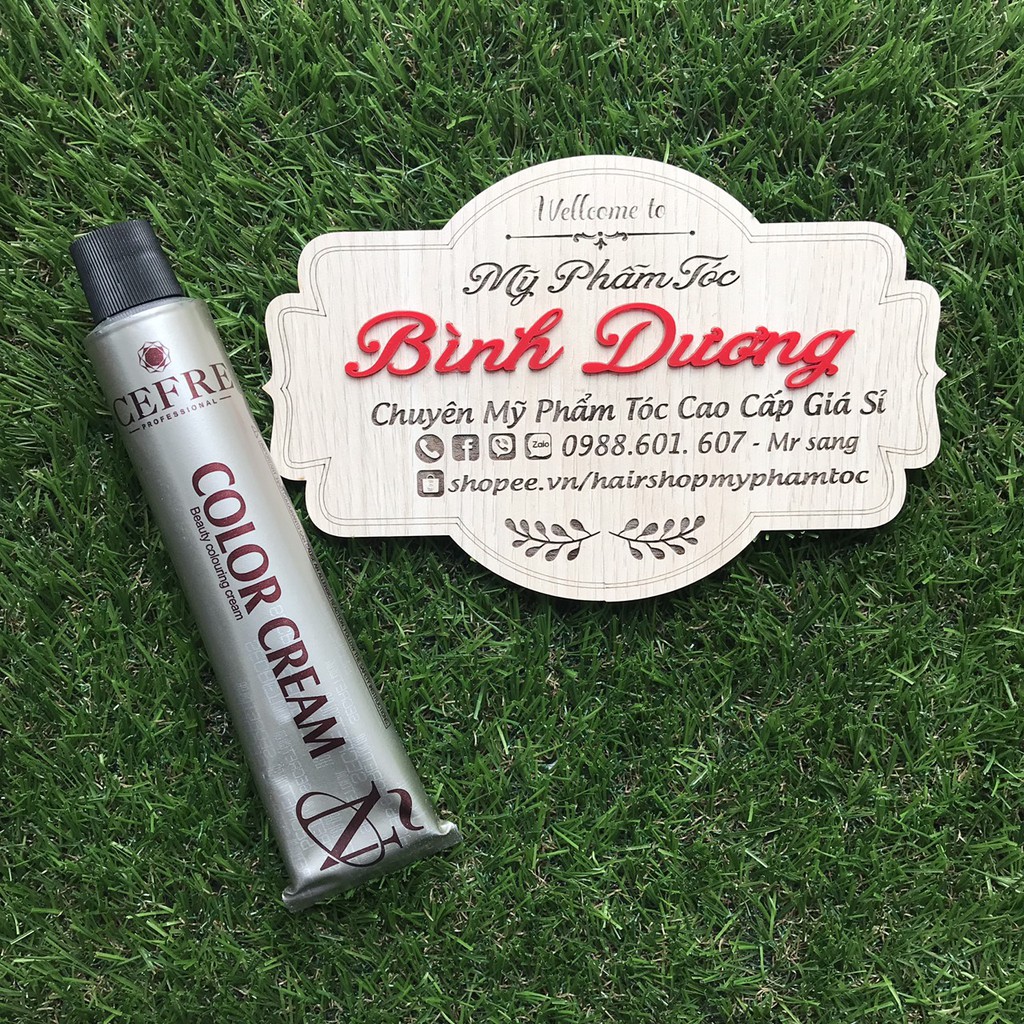 CEFRE
PROFESSIONAL
COLOR CREAM
Beauty colouring cream
Wellcome to
Mỹ Phẩm Tóc
Bình Dương
Chuyên Mỹ Phẩm Tóc Cao Cấp Giá Sỉ
Zalo 0988.601. 607 - Mr sang
shopee.vn/hairshopmyphamtoc